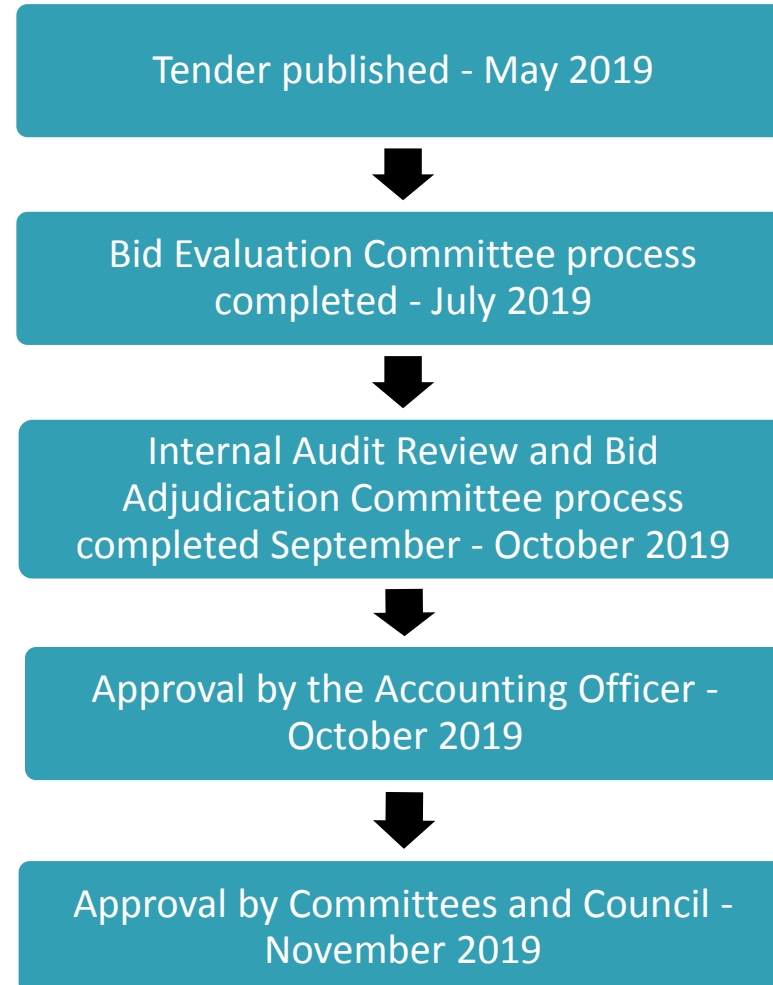 Tender published - May 2019
Bid Evaluation Committee process
completed - July 2019
Internal Audit Review and Bid
Adjudication Committee process
completed September - October 2019
Approval by the Accounting Officer -
October 2019
Approval by Committees and Council -
November 2019